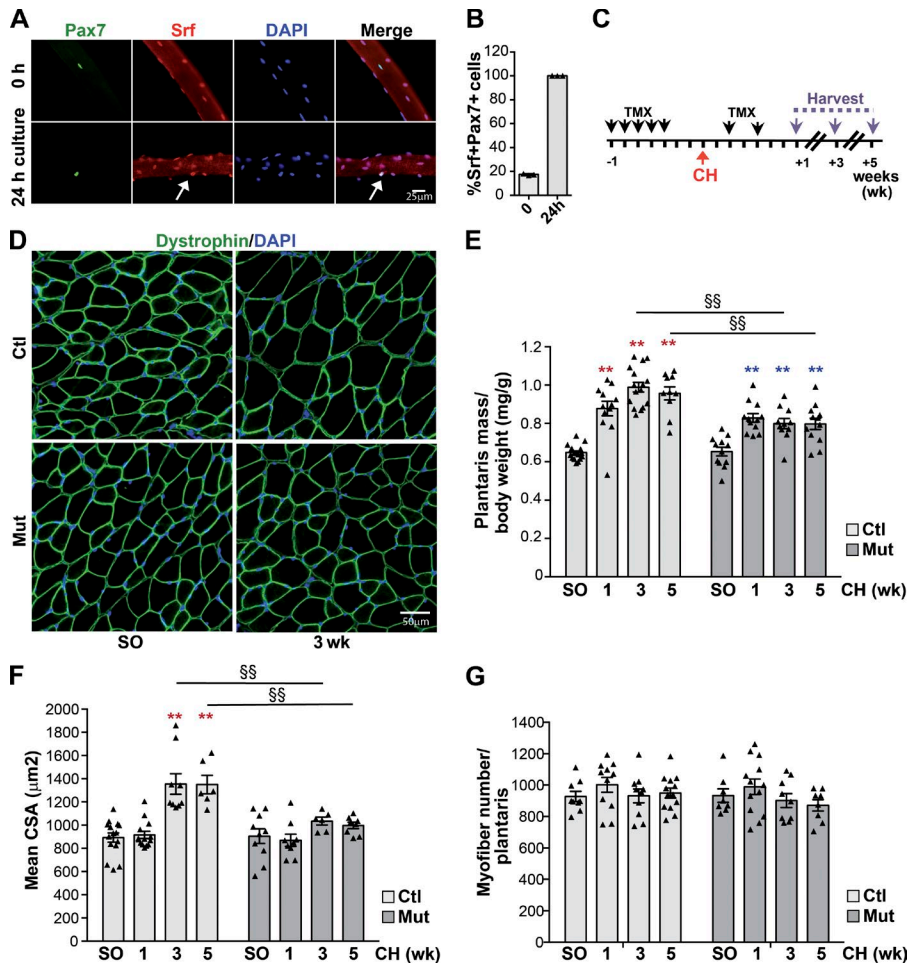 A
Pax7 Srf DAPI Merge
0 h
24 h culture
25μm
B
%Srf+Pax7+ cells
120
100
80
60
40
20
0
0 24h
C
TMX TMX Harvest
-1 +1 +3 +5
CH
weeks
(wk)
D
Dystrophin/DAPI
Ctl
Mut
50μm
SO 3 wk
E
§§
§§
** ** ** ** ** **
Plantaris mass/
body weight (mg/g)
1.2
1.0
0.8
0.6
0.4
0.2
0
Ctl
Mut
SO 1 3 5 SO 1 3 5 CH (wk)
F
§§
§§
** **
Mean CSA (μm2)
2000
1800
1600
1400
1200
1000
800
600
400
200
0
Ctl
Mut
SO 1 3 5 SO 1 3 5 CH (wk)
G
Myofiber number/
plantaris
1400
1200
1000
800
600
400
200
0
Ctl
Mut
SO 1 3 5 SO 1 3 5 CH (wk)